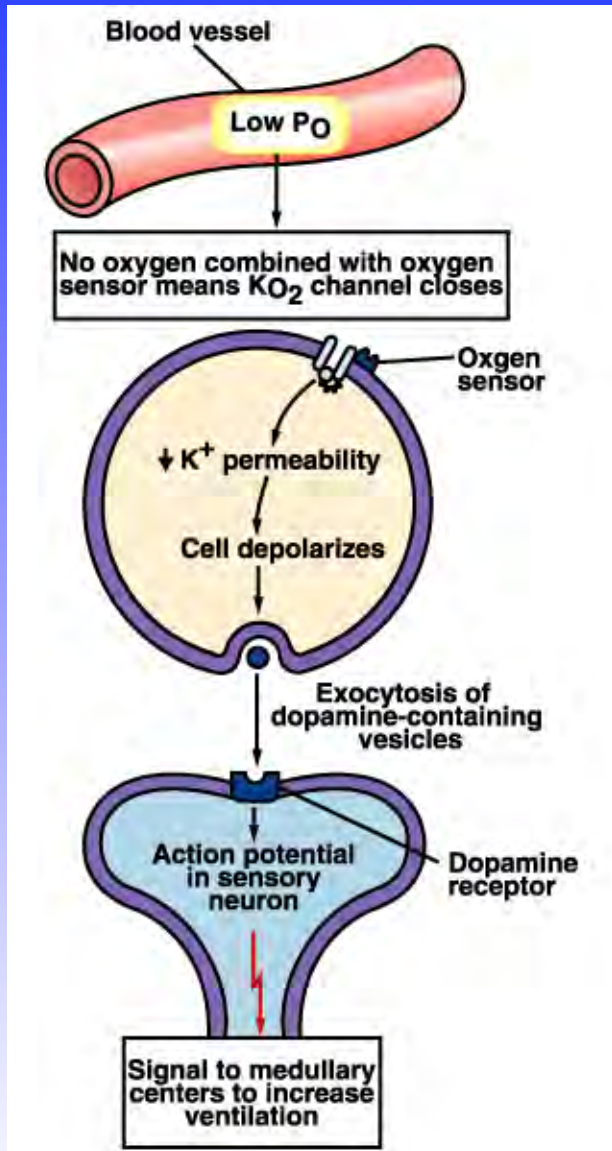 Blood vessel
Low PO
No oxygen combined with oxygen
sensor means KO2 channel closes
Oxgen
sensor
↓ K+ permeability
Cell depolarizes
Exocytosis of
dopamine-containing
vesicles
Action potential
in sensory
neuron
Dopamine
receptor
Signal to medullary
centers to increase
ventilation